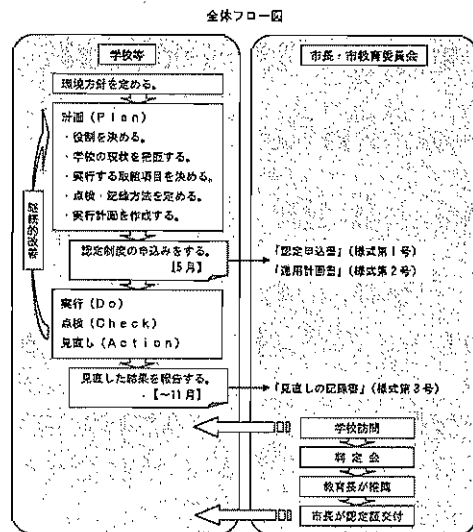 全体フロー図
学校等
市長・市教育委員会
環境方針を定める。
計画（Plan）
・役割を決める。
・学校の現状を把握する。
・実行する取組項目を決める。
・点検・記録方法を定める。
・実行計画を作成する。
継続的改善
認定制度の申込みをする。
【5月】
『認定申込書』（様式第1号）
『運用計画書』（様式第2号）
実行（Do）
点検（Check）
見直し（Action）
見直した結果を報告する。
【～11月】
『見直しの記録書』（様式第3号）
学校訪問
判定会
教育長が推薦
市長が認定証交付